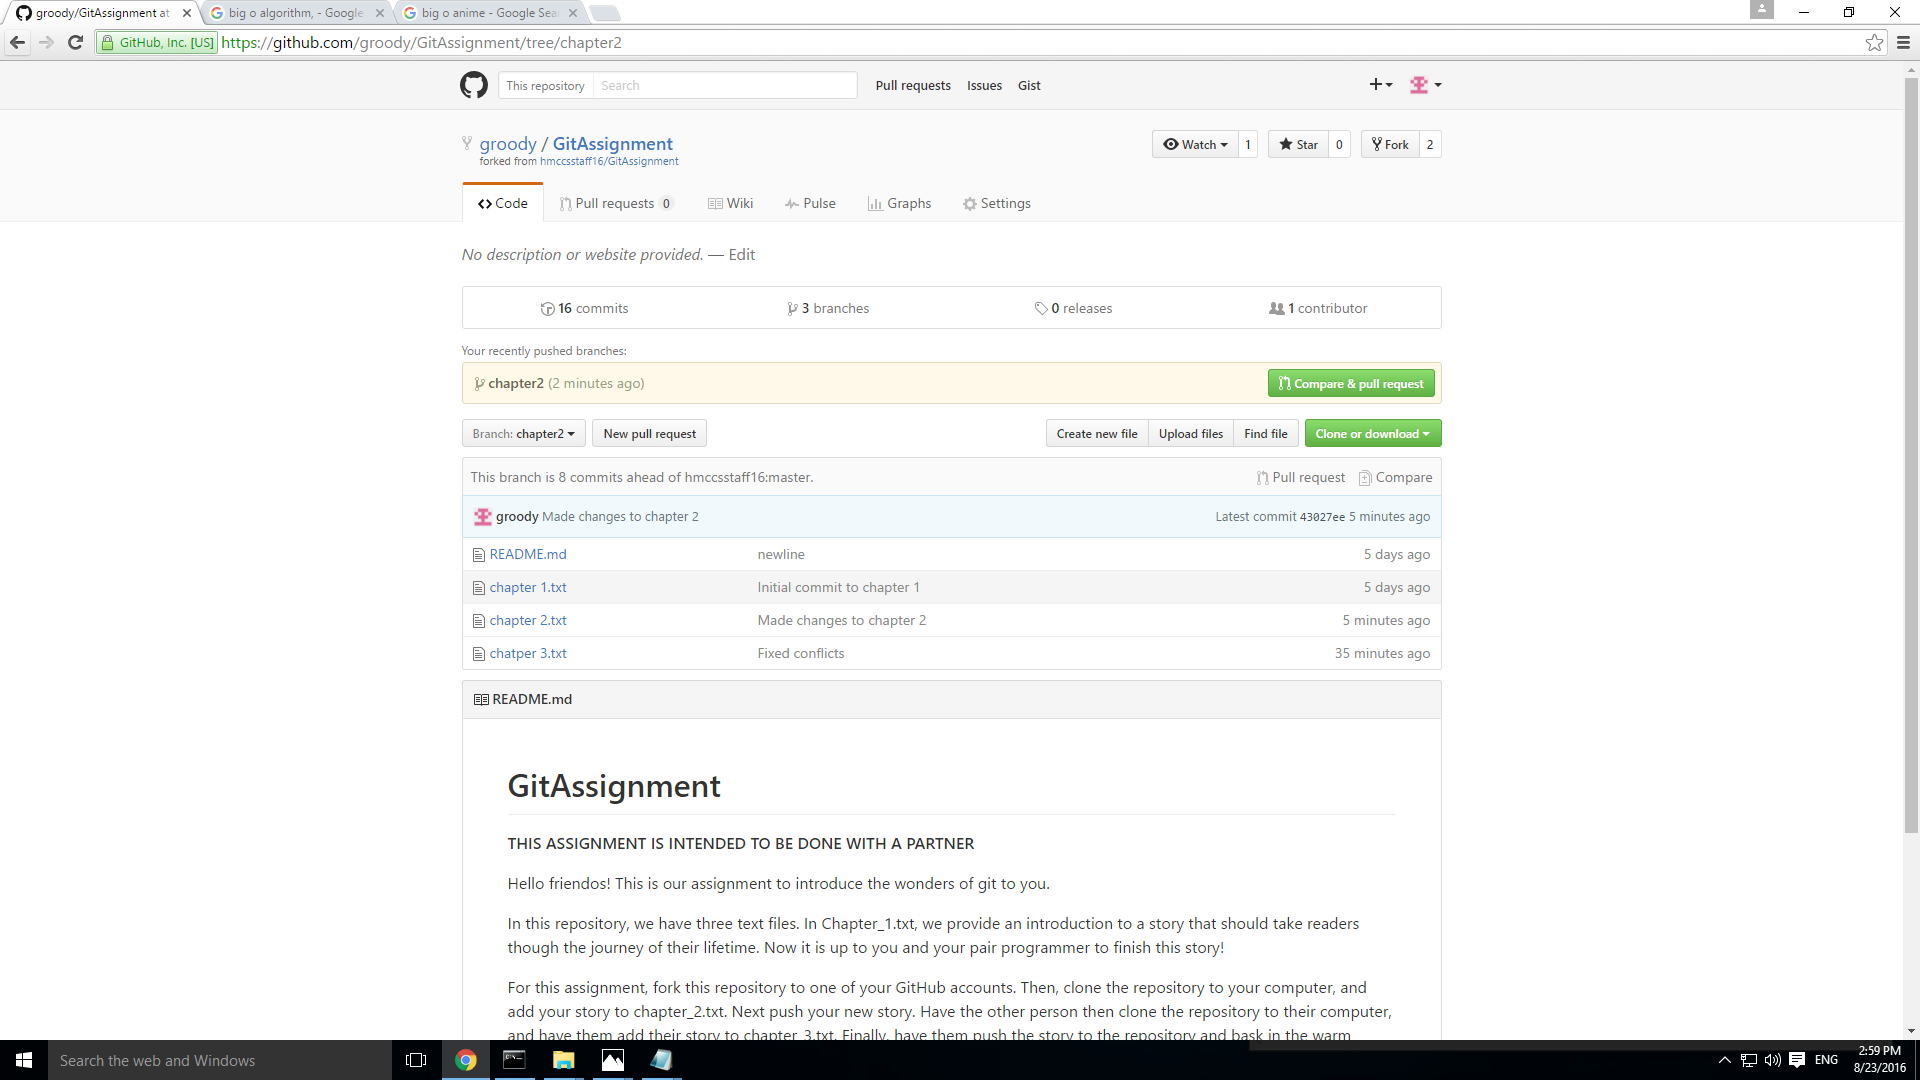 groody/GitAssignment at
big o algorithm, - Google
big o anime - Google Sea
GitHub, Inc. [US] https://github.com/groody/GitAssignment/tree/chapter2
This repository Search Pull requests Issues Gist
groody / GitAssignment
forked from hmccsstaff16/GitAssignment
Watch 1 Star 0 Fork 2
Code Pull requests 0 Wiki Pulse Graphs Settings
No description or website provided. — Edit
16 commits 3 branches 0 releases 1 contributor
Your recently pushed branches:
chapter2 (2 minutes ago) Compare & pull request
Branch: chapter2 New pull request Create new file Upload files Find file Clone or download
This branch is 8 commits ahead of hmccsstaff16:master. Pull request Compare
groody Made changes to chapter 2 Latest commit 43027ee 5 minutes ago
README.md newline 5 days ago
chapter 1.txt Initial commit to chapter 1 5 days ago
chapter 2.txt Made changes to chapter 2 5 minutes ago
chatper 3.txt Fixed conflicts 35 minutes ago
README.md
GitAssignment
THIS ASSIGNMENT IS INTENDED TO BE DONE WITH A PARTNER
Hello friendos! This is our assignment to introduce the wonders of git to you.
In this repository, we have three text files. In Chapter_1.txt, we provide an introduction to a story that should take readers
though the journey of their lifetime. Now it is up to you and your pair programmer to finish this story!
For this assignment, fork this repository to one of your GitHub accounts. Then, clone the repository to your computer, and
add your story to chapter_2.txt. Next push your new story. Have the other person then clone the repository to their computer,
and have them add their story to chapter_3.txt. Finally, have them push the story to the repository and bask in the warm
Search the web and Windows
ENG
2:59 PM
8/23/2016